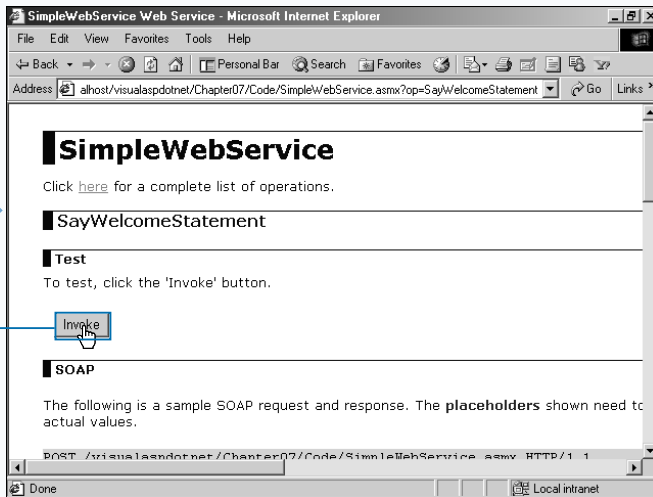 SimpleWebService Web Service - Microsoft Internet Explorer
File Edit View Favorites Tools Help
Back Personal Bar Search Favorites
Address alhost/visualaspdotnet/Chapter07/Code/SimpleWebService.asmx?op=SayWelcomeStatement Go Links »
SimpleWebService
Click here for a complete list of operations.
SayWelcomeStatement
Test
To test, click the 'Invoke' button.
Invoke
SOAP
The following is a sample SOAP request and response. The placeholders shown need to
actual values.
POST /visualaspdotnet/Chapter07/Code/SimpleWebService.asmx HTTP/1.1
Done Local intranet